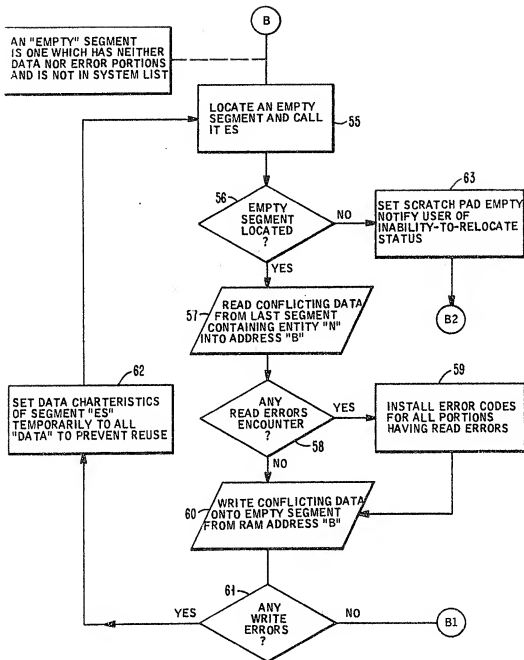 B
AN "EMPTY" SEGMENT
IS ONE WHICH HAS NEITHER
DATA NOR ERROR PORTIONS
AND IS NOT IN SYSTEM LIST
LOCATE AN EMPTY
SEGMENT AND CALL
IT ES
55
56
EMPTY
SEGMENT
LOCATED
?
NO
YES
63
SET SCRATCH PAD EMPTY
NOTIFY USER OF
INABILITY-TO-RELOCATE
STATUS
B2
57
READ CONFLICTING DATA
FROM LAST SEGMENT
CONTAINING ENTITY "N"
INTO ADDRESS "B"
62
SET DATA CHARTERISTICS
OF SEGMENT "ES"
TEMPORARILY TO ALL
"DATA" TO PREVENT REUSE
ANY
READ ERRORS
ENCOUNTER
?
58
YES
NO
59
INSTALL ERROR CODES
FOR ALL PORTIONS
HAVING READ ERRORS
60
WRITE CONFLICTING DATA
ONTO EMPTY SEGMENT
FROM RAM ADDRESS "B"
61
ANY
WRITE
ERRORS
?
YES
NO
B1